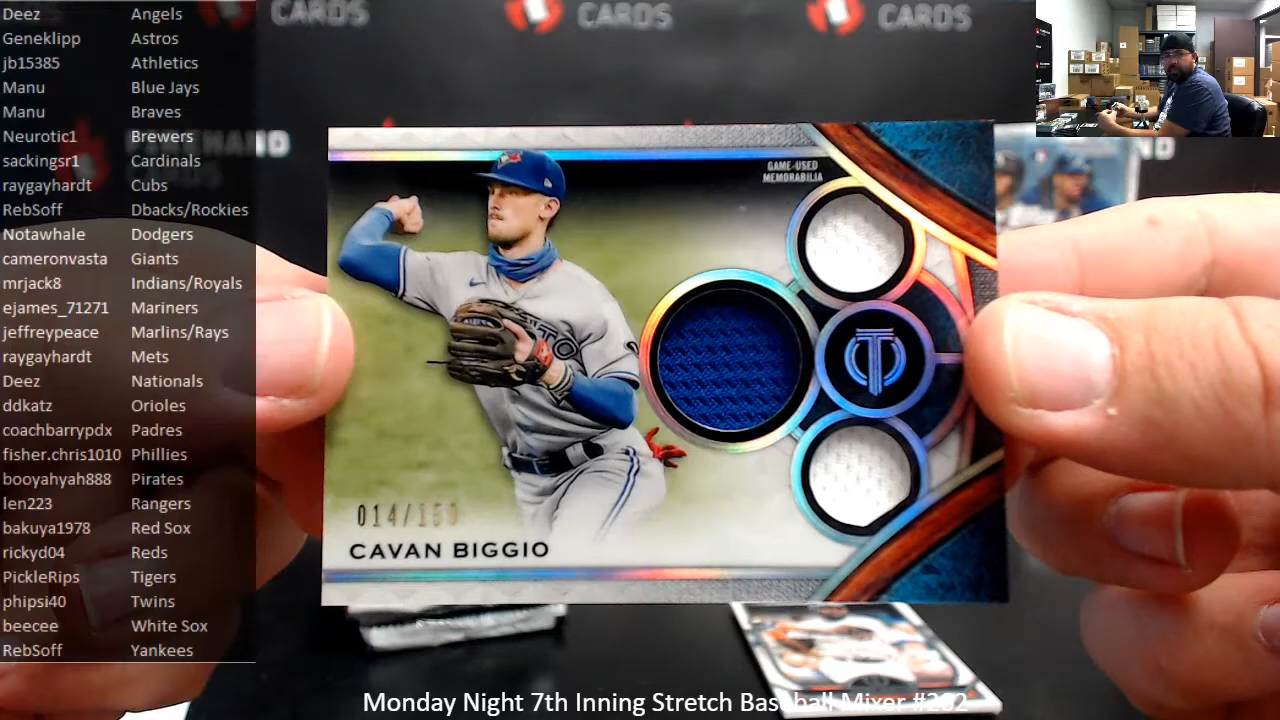 Deez Angels
Geneklipp Astros
jb15385 Athletics
Manu Blue Jays
Manu Braves
Neurotic1 Brewers
sackingsr1 Cardinals
raygayhardt Cubs
RebSoff Dbacks/Rockies
Notawhale Dodgers
cameronvasta Giants
mrjack8 Indians/Royals
ejames_71271 Mariners
jeffreypeace Marlins/Rays
raygayhardt Mets
Deez Nationals
ddkatz Orioles
coachbarrypdx Padres
fisher.chris1010 Phillies
booyahyah888 Pirates
len223 Rangers
bakuya1978 Red Sox
rickyd04 Reds
PickleRips Tigers
phipsi40 Twins
beecee White Sox
RebSoff Yankees
CARDS
CARDS
CARDS
GAME-USED
MEMORABILIA
014/150
CAVAN BIGGIO
Monday Night 7th Inning Stretch Baseball Mixer